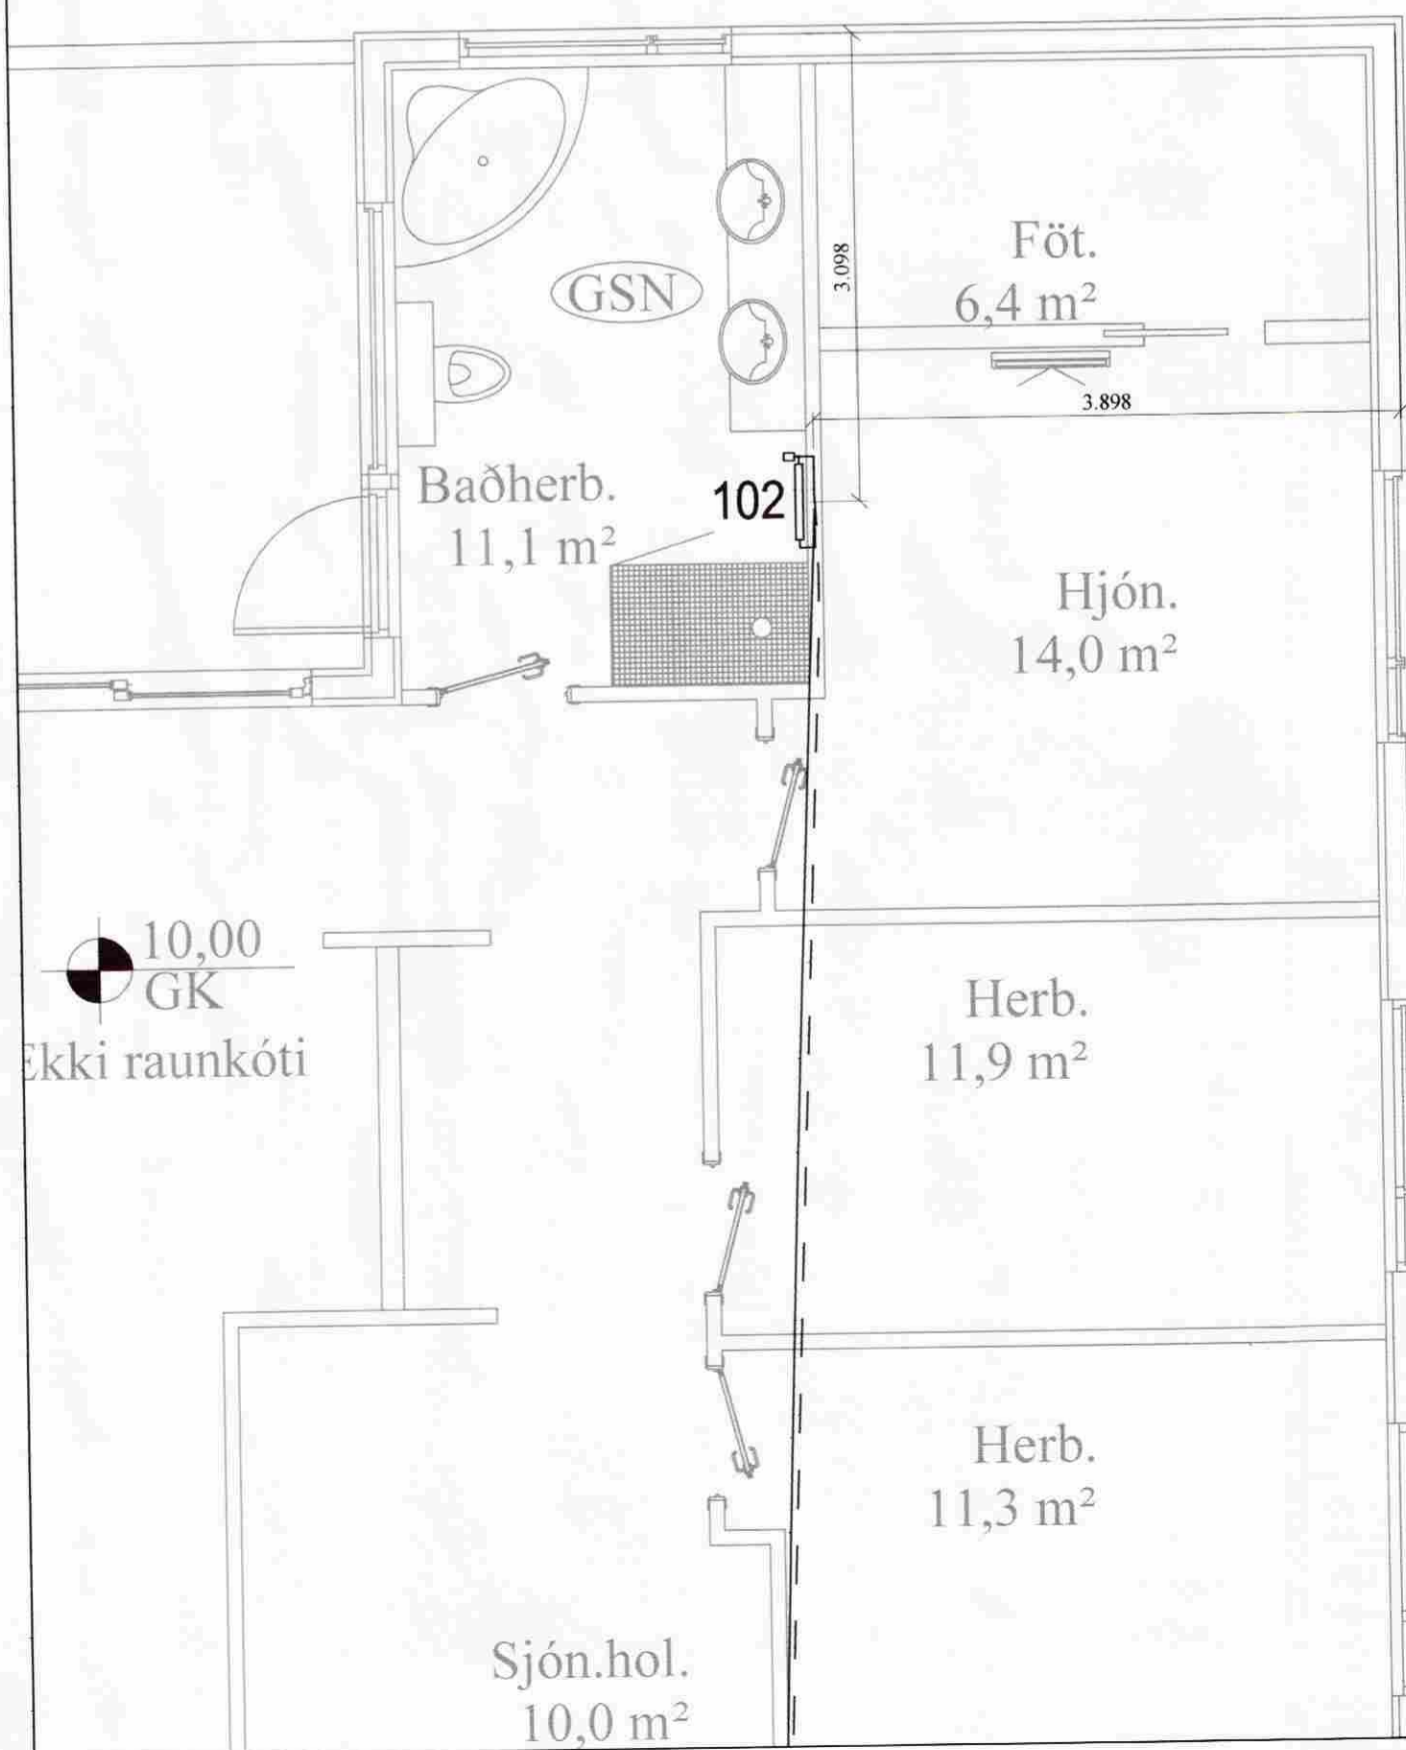 Föt.
6,4 m²
GSN
3.098
3.898
Baðherb.
11,1 m²
102
Hjón.
14,0 m²
10,00
GK
Ekki raunkóti
Herb.
11,9 m²
Herb.
11,3 m²
Sjón.hol.
10,0 m²